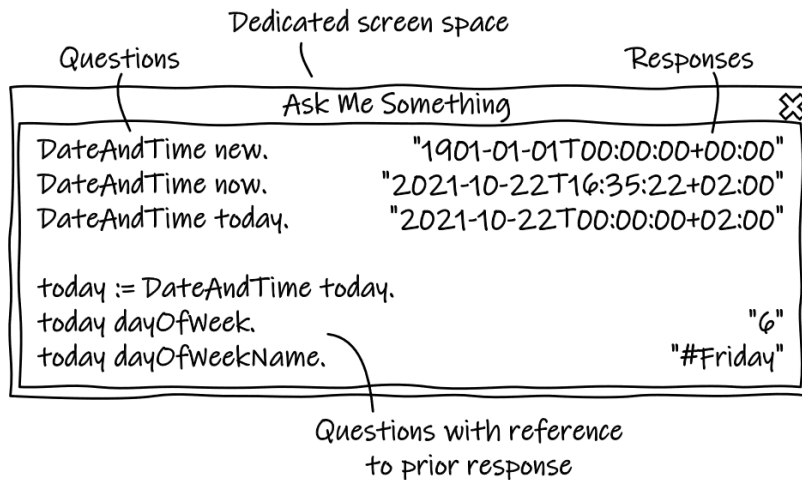 Dedicated screen space
Questions
Responses
Ask Me Something
DateAndTime new. "1901-01-01T00:00:00+00:00"
DateAndTime now. "2021-10-22T16:35:22+02:00"
DateAndTime today. "2021-10-22T00:00:00+02:00"
today := DateAndTime today.
today dayOfWeek. "6"
today dayOfWeekName. "#Friday"
Questions with reference
to prior response